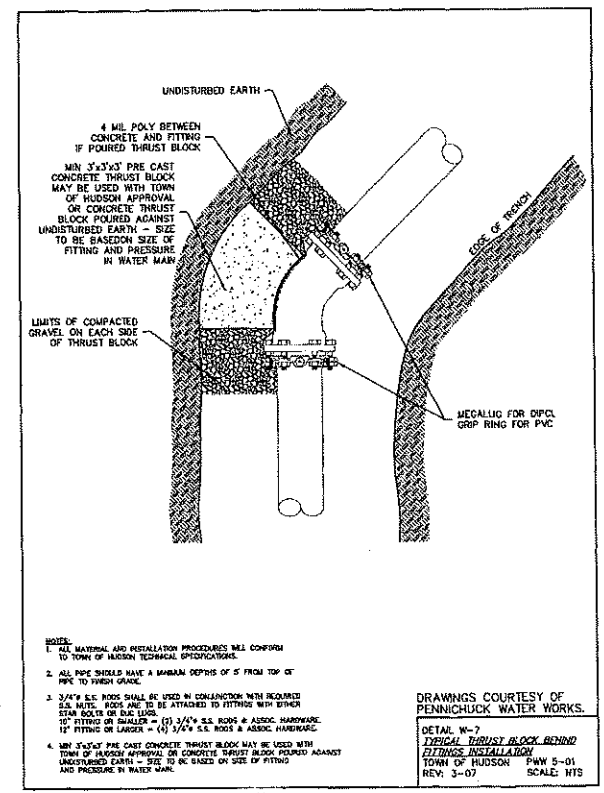 UNDISTURBED EARTH
4 MIL POLY BETWEEN
CONCRETE AND FITTING
IF POURED THRUST BLOCK
MIN 3'x3'x3' PRE CAST
CONCRETE THRUST BLOCK
MAY BE USED WITH TOWN
OF HUDSON APPROVAL
OR CONCRETE THRUST
BLOCK POURED AGAINST
UNDISTURBED EARTH - SIZE
TO BE BASEDON SIZE OF
FITTING AND PRESSURE
IN WATER MAIN
EDGE OF TRENCH
LIMITS OF COMPACTED
GRAVEL ON EACH SIDE
OF THRUST BLOCK
MEGALUG FOR DIPCL
GRIP RING FOR PVC
NOTES:
1. ALL MATERIAL AND INSTALLATION PROCEDURES WILL CONFORM
TO TOWN OF HUDSON TECHNICAL SPECIFICATIONS.
2. ALL PIPE SHOULD HAVE A MINIMUM DEPTHS OF 5' FROM TOP OF
PIPE TO FINISH GRADE.
3. 3/4"ø S.S. RODS SHALL BE USED IN CONJUNCTION WITH REQUIRED
S.S. NUTS. RODS ARE TO BE ATTACHED TO FITTINGS WITH EITHER
STAR BOLTS OR DUC LUGS.
10" FITTING OR SMALLER = (2) 3/4"ø S.S. RODS & ASSOC. HARDWARE.
12" FITTING OR LARGER = (4) 3/4"ø S.S. RODS & ASSOC. HARDWARE.
4. MIN 3'x3'x3' PRE CAST CONCRETE THRUST BLOCK MAY BE USED WITH
TOWN OF HUDSON APPROVAL OR CONCRETE THRUST BLOCK POURED AGAINST
UNDISTURBED EARTH - SIZE TO BE BASED ON SIZE OF FITTING
AND PRESSURE IN WATER MAIN.
DRAWINGS COURTESY OF
PENNICHUCK WATER WORKS.
DETAIL W-7
TYPICAL THRUST BLOCK BEHIND
FITTINGS INSTALLATION
TOWN OF HUDSON PWW 5-01
REV: 3-07 SCALE: NTS